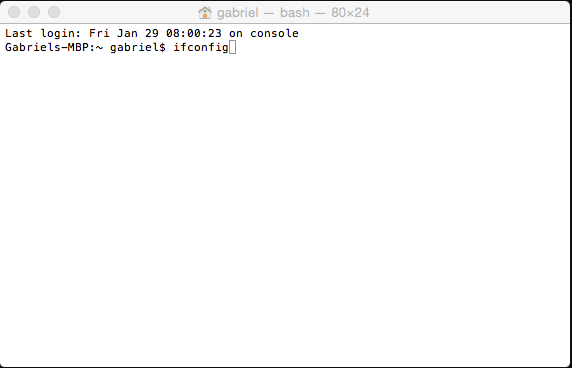 gabriel — bash — 80×24
Last login: Fri Jan 29 08:00:23 on console
Gabriels-MBP:~ gabriel$ ifconfig